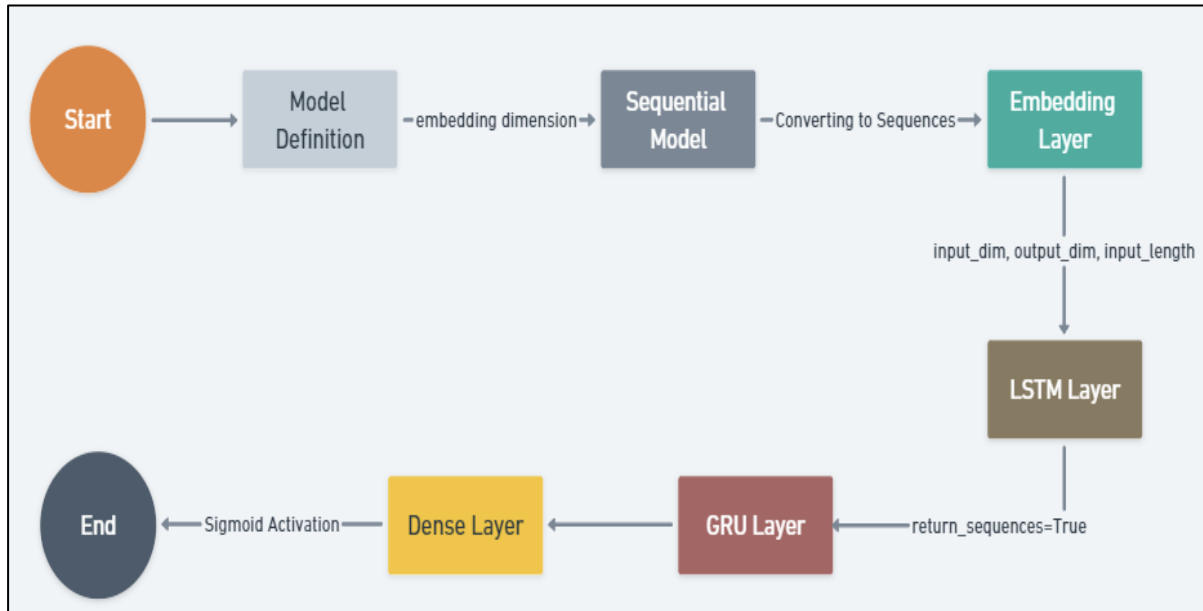 Start
Model
Definition
embedding dimension
Sequential
Model
Converting to Sequences
Embedding
Layer
input_dim, output_dim, input_length
LSTM Layer
return_sequences=True
GRU Layer
Dense Layer
Sigmoid Activation
End